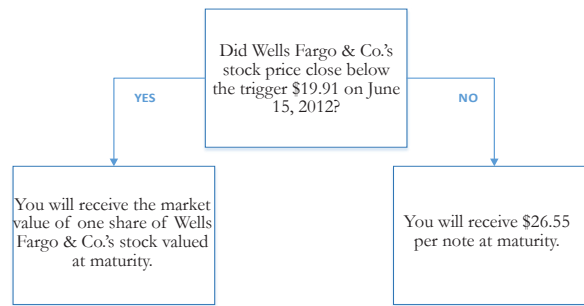 Did Wells Fargo & Co.'s
stock price close below
the trigger $19.91 on June
15, 2012?
YES
NO
You will receive the market
value of one share of Wells
Fargo & Co.'s stock valued
at maturity.
You will receive $26.55
per note at maturity.